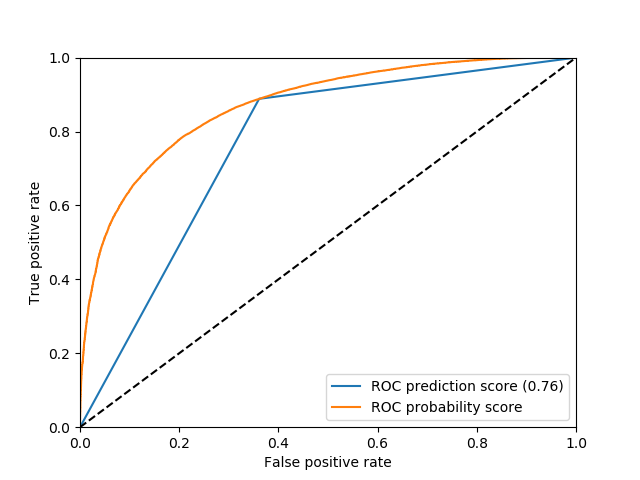 1.0
0.8
0.6
0.4
0.2
0.0
True positive rate
ROC prediction score (0.76)
ROC probability score
0.0 0.2 0.4 0.6 0.8 1.0
False positive rate